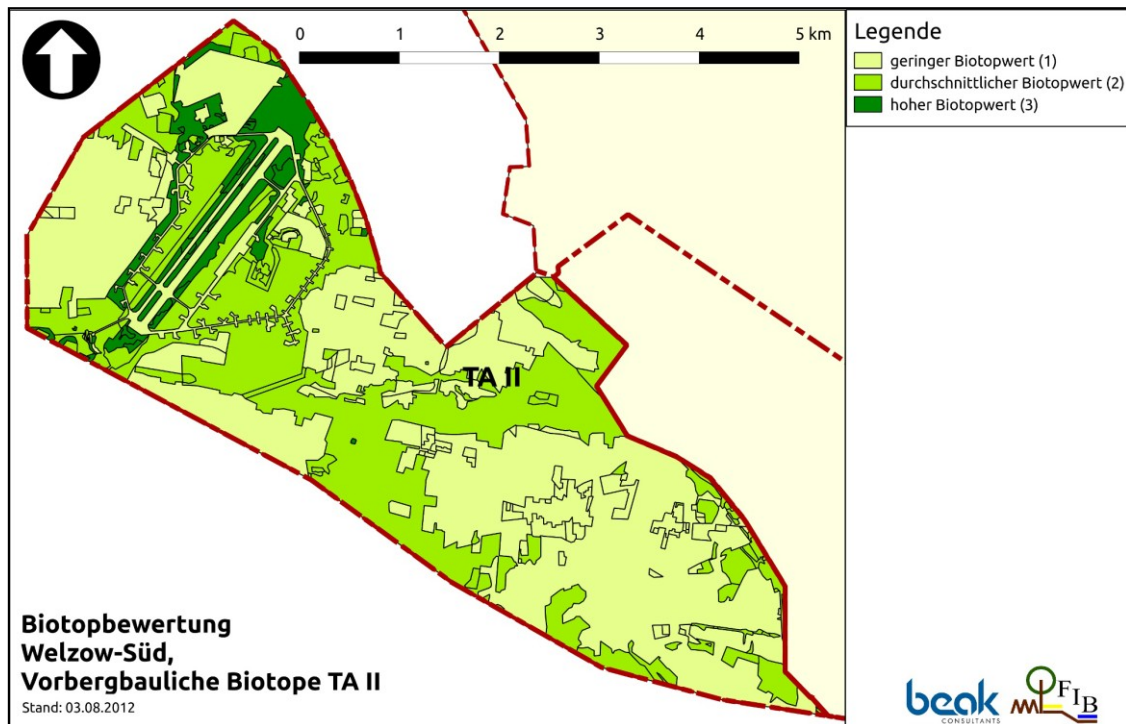 0 1 2 3 4 5 km
Legende
geringer Biotopwert (1)
durchschnittlicher Biotopwert (2)
hoher Biotopwert (3)
TA II
Biotopbewertung
Welzow-Süd,
Vorbergbauliche Biotope TA II
Stand: 03.08.2012
beak
CONSULTANTS
FIB